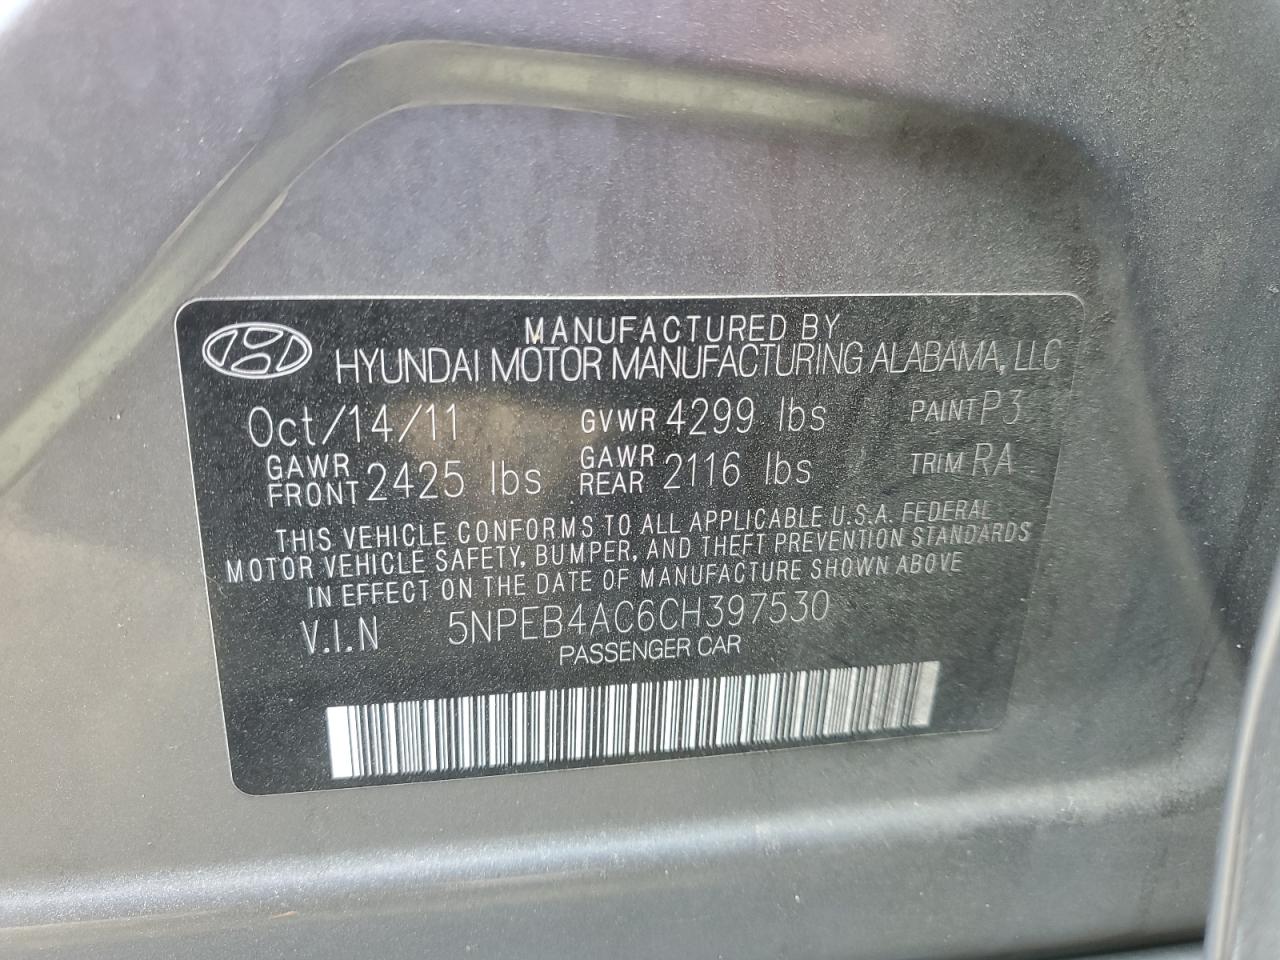 MANUFACTURED BY
HYUNDAI MOTOR MANUFACTURING ALABAMA, LLC
Oct/14/11 GVWR 4299 lbs PAINT P3
GAWR FRONT 2425 lbs GAWR REAR 2116 lbs TRIM RA
THIS VEHICLE CONFORMS TO ALL APPLICABLE U.S.A. FEDERAL
MOTOR VEHICLE SAFETY, BUMPER, AND THEFT PREVENTION STANDARDS
IN EFFECT ON THE DATE OF MANUFACTURE SHOWN ABOVE
V.I.N 5NPEB4AC6CH397530
PASSENGER CAR